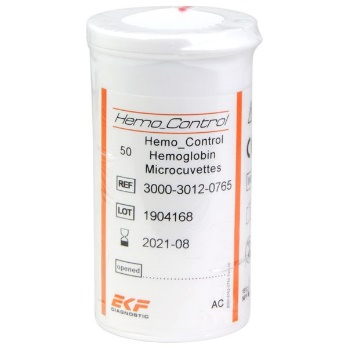 Hemo_Control
50
Hemo_Control
Hemoglobin
Microcuvettes
REF 3000-3012-0765
LOT 1904168
2021-08
opened
EKF
DIAGNOSTIC
AC